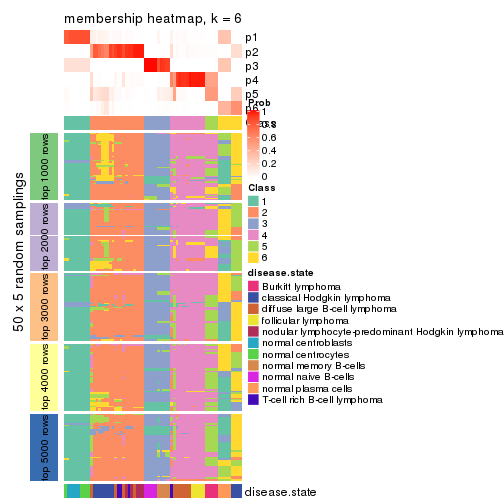 membership heatmap, k = 6
p1
p2
p3
p4
p5
p6
Prob
1
0.8
0.6
0.4
0.2
0
Class
1
2
3
4
5
6
50 x 5 random samplings
top 1000 rows
top 2000 rows
top 3000 rows
top 4000 rows
top 5000 rows
disease.state
Burkitt lymphoma
classical Hodgkin lymphoma
diffuse large B-cell lymphoma
follicular lymphoma
nodular lymphocyte-predominant Hodgkin lymphoma
normal centroblasts
normal centrocytes
normal memory B-cells
normal naive B-cells
normal plasma cells
T-cell rich B-cell lymphoma
disease.state